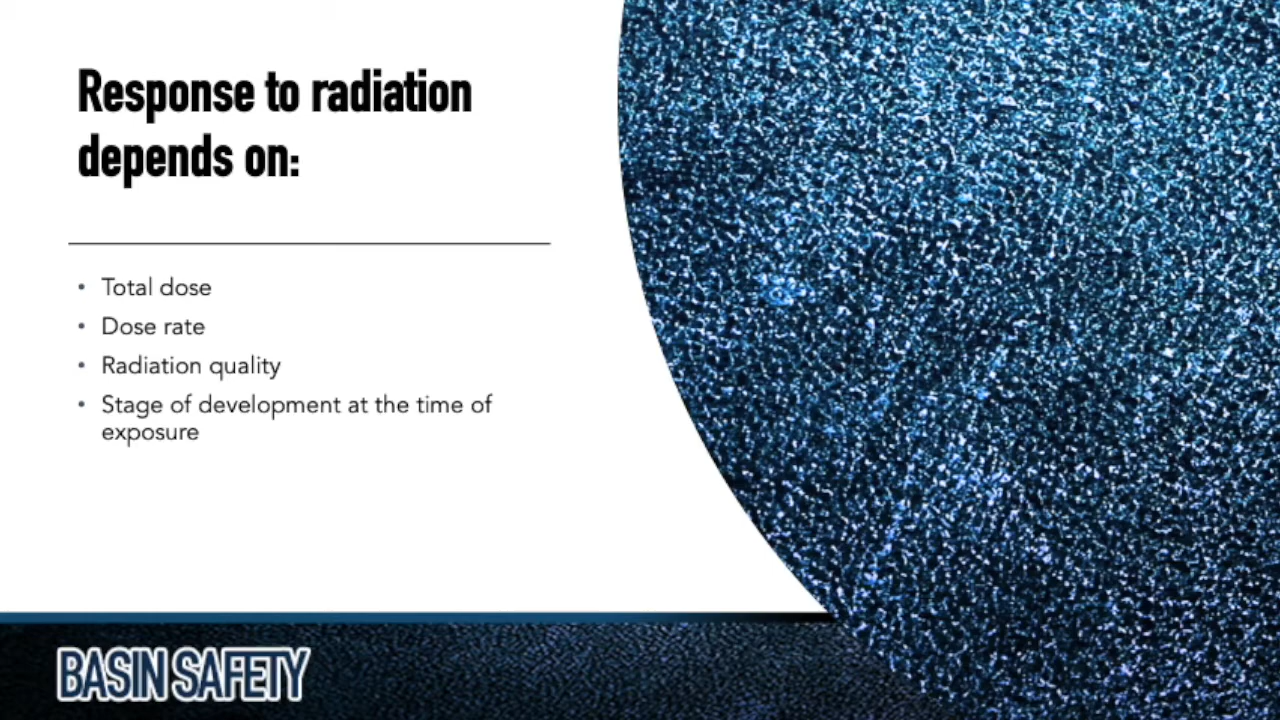 Response to radiation
depends on:
• Total dose
• Dose rate
• Radiation quality
• Stage of development at the time of
exposure
BASIN SAFETY